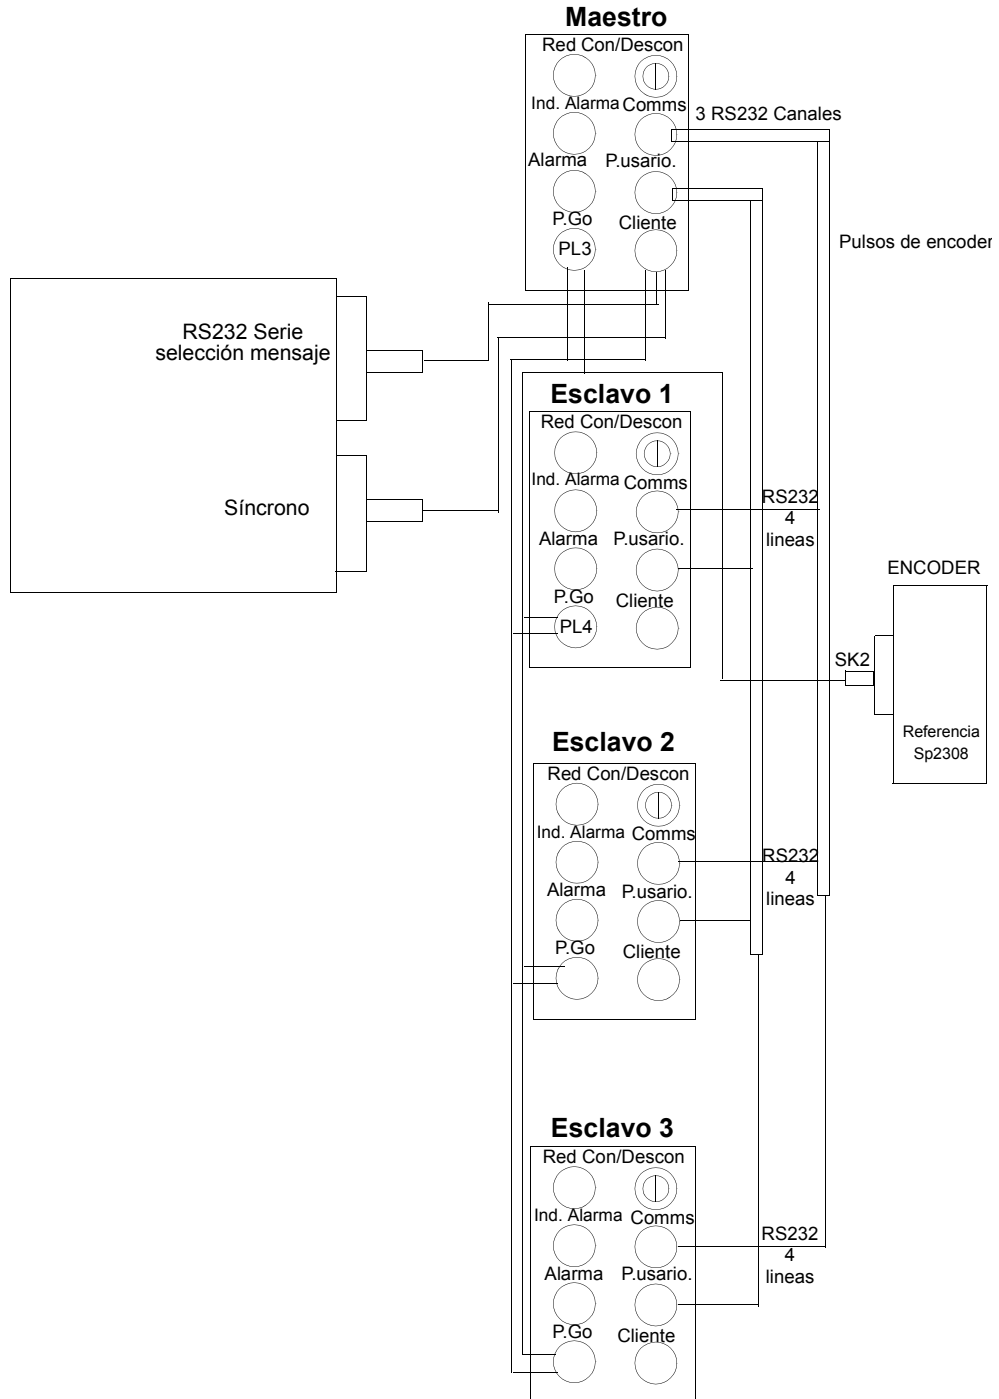 Maestro
Red Con/Descon
Ind. Alarma Comms
3 RS232 Canales
Alarma P.usario.
P.Go Cliente
PL3
Pulsos de encoder
RS232 Serie
selección mensaje
Síncrono
Esclavo 1
Red Con/Descon
Ind. Alarma Comms
RS232
4
lineas
Alarma P.usario.
P.Go Cliente
PL4
ENCODER
SK2
Referencia
Sp2308
Esclavo 2
Red Con/Descon
Ind. Alarma Comms
RS232
4
lineas
Alarma P.usario.
P.Go Cliente
Esclavo 3
Red Con/Descon
Ind. Alarma Comms
RS232
4
lineas
Alarma P.usario.
P.Go Cliente